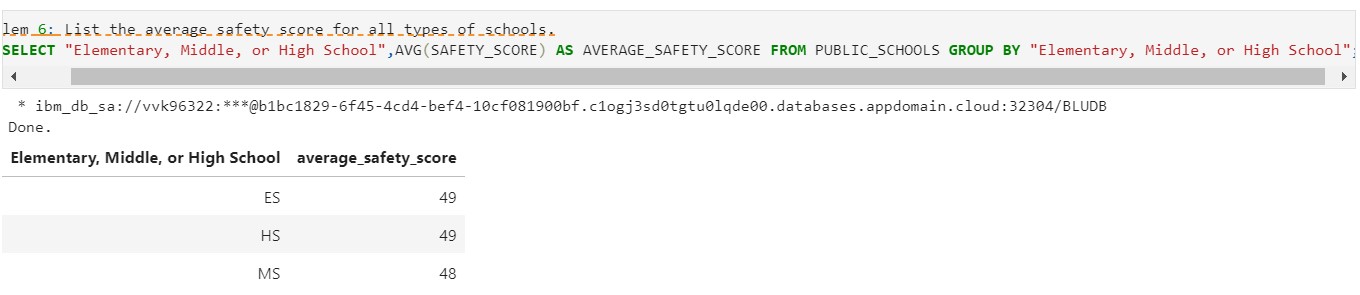 lem 6: List the average safety score for all types of schools.
SELECT "Elementary, Middle, or High School",AVG(SAFETY_SCORE) AS AVERAGE_SAFETY_SCORE FROM PUBLIC_SCHOOLS GROUP BY "Elementary, Middle, or High School";
* ibm_db_sa://vvk96322:***@b1bc1829-6f45-4cd4-bef4-10cf081900bf.c1ogj3sd0tgtu0lqde00.databases.appdomain.cloud:32304/BLUDB
Done.
Elementary, Middle, or High School average_safety_score
ES 49
HS 49
MS 48